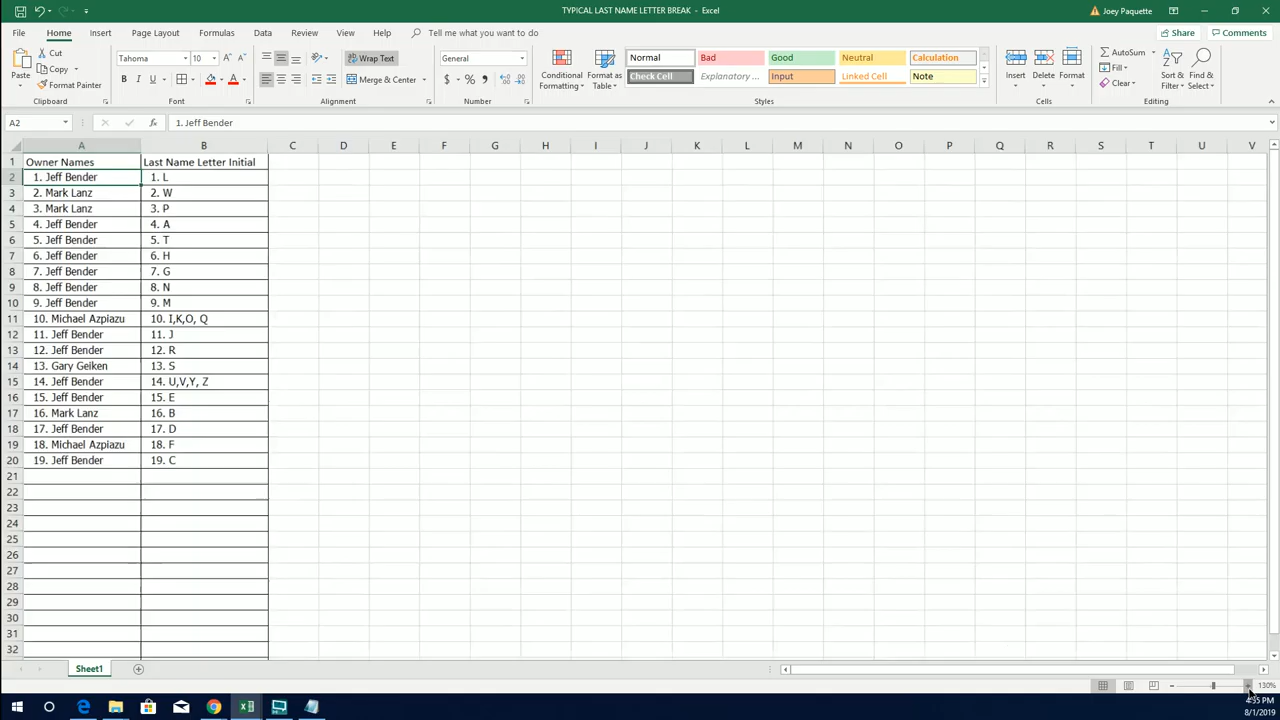 TYPICAL LAST NAME LETTER BREAK - Excel
Joey Paquette
File Home Insert Page Layout Formulas Data Review View Help Tell me what you want to do
Share Comments
Paste
Cut
Copy
Format Painter
Clipboard
Tahoma 10
B I U
Font
Wrap Text
Merge & Center
Alignment
General
$ % ,
Number
Conditional Formatting
Format as Table
Normal Bad Good Neutral Calculation
Check Cell Explanatory ... Input Linked Cell Note
Styles
Insert Delete Format
Cells
AutoSum
Fill
Clear
Sort & Filter
Find & Select
Editing
A2 fx 1. Jeff Bender
A B C D E F G H I J K L M N O P Q R S T U V
1 Owner Names Last Name Letter Initial
2 1. Jeff Bender 1. L
3 2. Mark Lanz 2. W
4 3. Mark Lanz 3. P
5 4. Jeff Bender 4. A
6 5. Jeff Bender 5. T
7 6. Jeff Bender 6. H
8 7. Jeff Bender 7. G
9 8. Jeff Bender 8. N
10 9. Jeff Bender 9. M
11 10. Michael Azpiazu 10. I,K,O, Q
12 11. Jeff Bender 11. J
13 12. Jeff Bender 12. R
14 13. Gary Geiken 13. S
15 14. Jeff Bender 14. U,V,Y, Z
16 15. Jeff Bender 15. E
17 16. Mark Lanz 16. B
18 17. Jeff Bender 17. D
19 18. Michael Azpiazu 18. F
20 19. Jeff Bender 19. C
21
22
23
24
25
26
27
28
29
30
31
32
Sheet1
130%
4:35 PM
8/1/2019